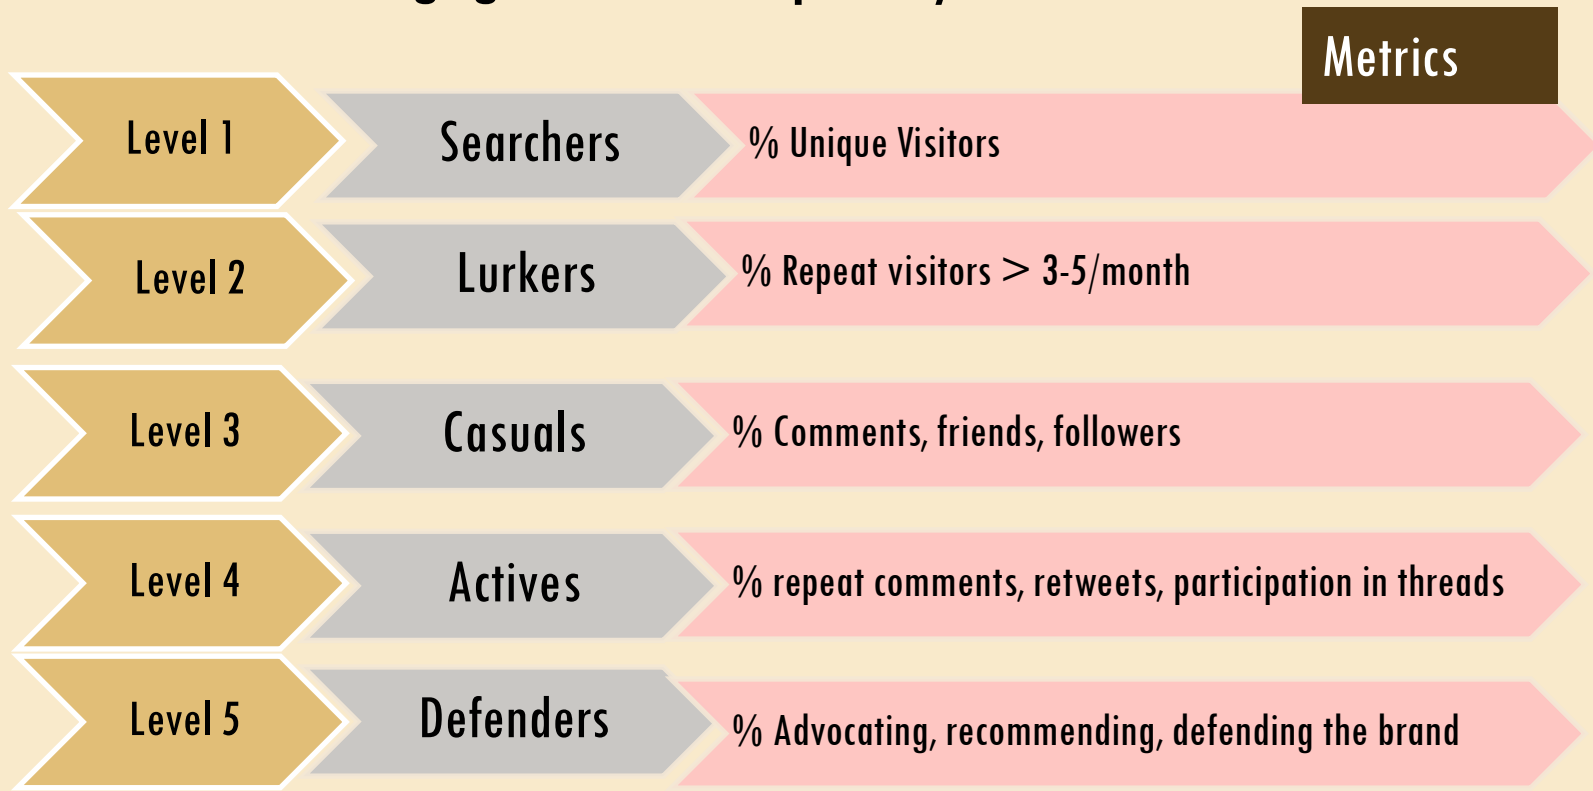 Metrics
Level 1 Searchers % Unique Visitors
Level 2 Lurkers % Repeat visitors > 3-5/month
Level 3 Casuals % Comments, friends, followers
Level 4 Actives % repeat comments, retweets, participation in threads
Level 5 Defenders % Advocating, recommending, defending the brand